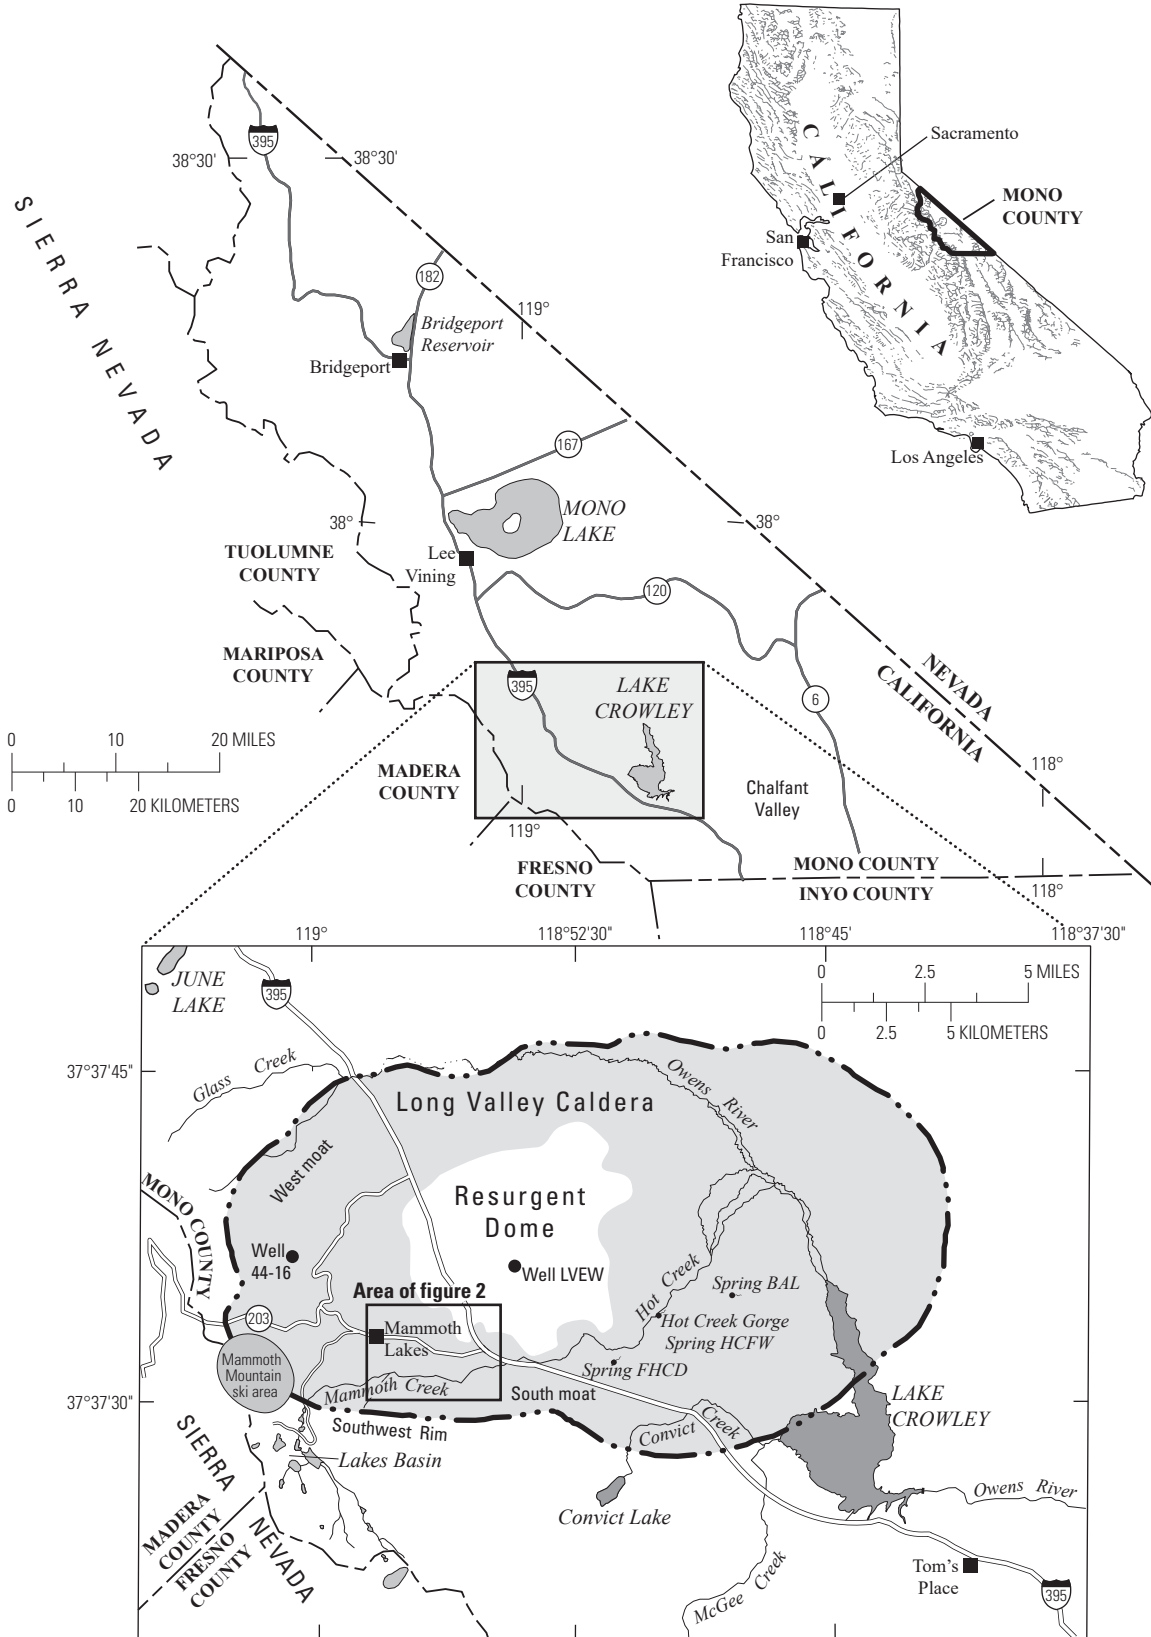 395
38°30'
38°30'
SIERRA NEVADA
182
119°
Bridgeport
Reservoir
Bridgeport
167
MONO
LAKE
38°
38°
TUOLUMNE
COUNTY
Lee
Vining
120
MARIPOSA
COUNTY
395
LAKE
CROWLEY
6
NEVADA
CALIFORNIA
0 10 20 MILES
0 10 20 KILOMETERS
MADERA
COUNTY
Chalfant
Valley
118°
119°
FRESNO
COUNTY
MONO COUNTY
INYO COUNTY
118°
CALIFORNIA
Sacramento
MONO
COUNTY
San
Francisco
Los Angeles
119°
118°52'30"
118°45'
118°37'30"
JUNE
LAKE
395
0 2.5 5 MILES
0 2.5 5 KILOMETERS
37°37'45"
Glass Creek
Owens
River
Long Valley Caldera
West moat
MONO COUNTY
Resurgent
Dome
Well
44-16
Well LVEW
Hot Creek
Spring BAL
Area of figure 2
203
Hot Creek Gorge
Spring HCFW
Mammoth
Lakes
Mammoth
Mountain
ski area
Spring FHCD
Mammoth Creek
South moat
37°37'30"
LAKE
CROWLEY
Southwest Rim
Convict Creek
SIERRA
NEVADA
Lakes Basin
Owens River
Convict Lake
MADERA
COUNTY
FRESNO
COUNTY
McGee Creek
Tom's
Place
395